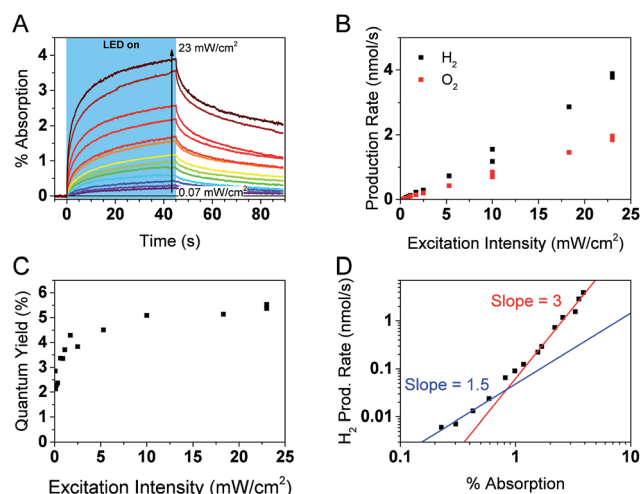 A
LED on
23 mW/cm²
0.07 mW/cm²
% Absorption
4
3
2
1
0
0 20 40 60 80
Time (s)
B
H₂
O₂
Production Rate (nmol/s)
6
4
2
0
0 5 10 15 20 25
Excitation Intensity (mW/cm²)
C
Quantum Yield (%)
6
5
4
3
2
1
0
0 5 10 15 20 25
Excitation Intensity (mW/cm²)
D
Slope = 3
Slope = 1.5
H₂ Prod. Rate (nmol/s)
1
0.1
0.01
0.1 1 10
% Absorption